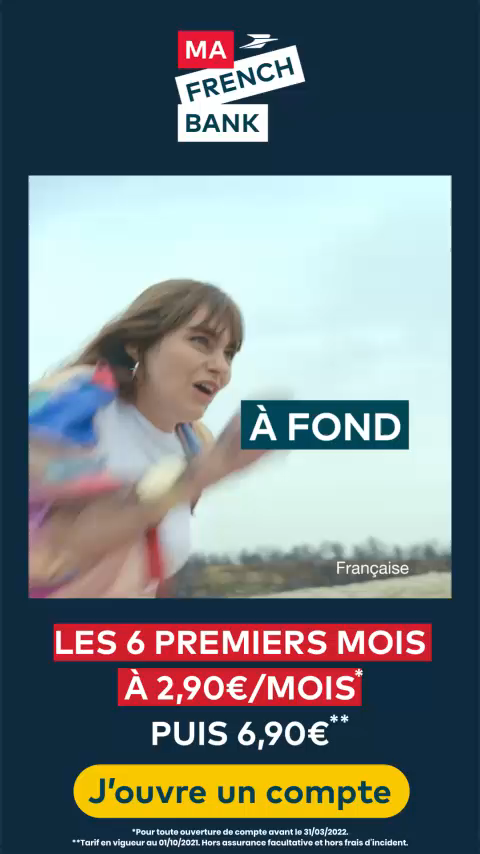 MA
FRENCH
BANK
À FOND
Française
LES 6 PREMIERS MOIS
À 2,90€/MOIS*
PUIS 6,90€**
J'ouvre un compte
*Pour toute ouverture de compte avant le 31/03/2022.
**Tarif en vigueur au 01/10/2021. Hors assurance facultative et hors frais d'incident.